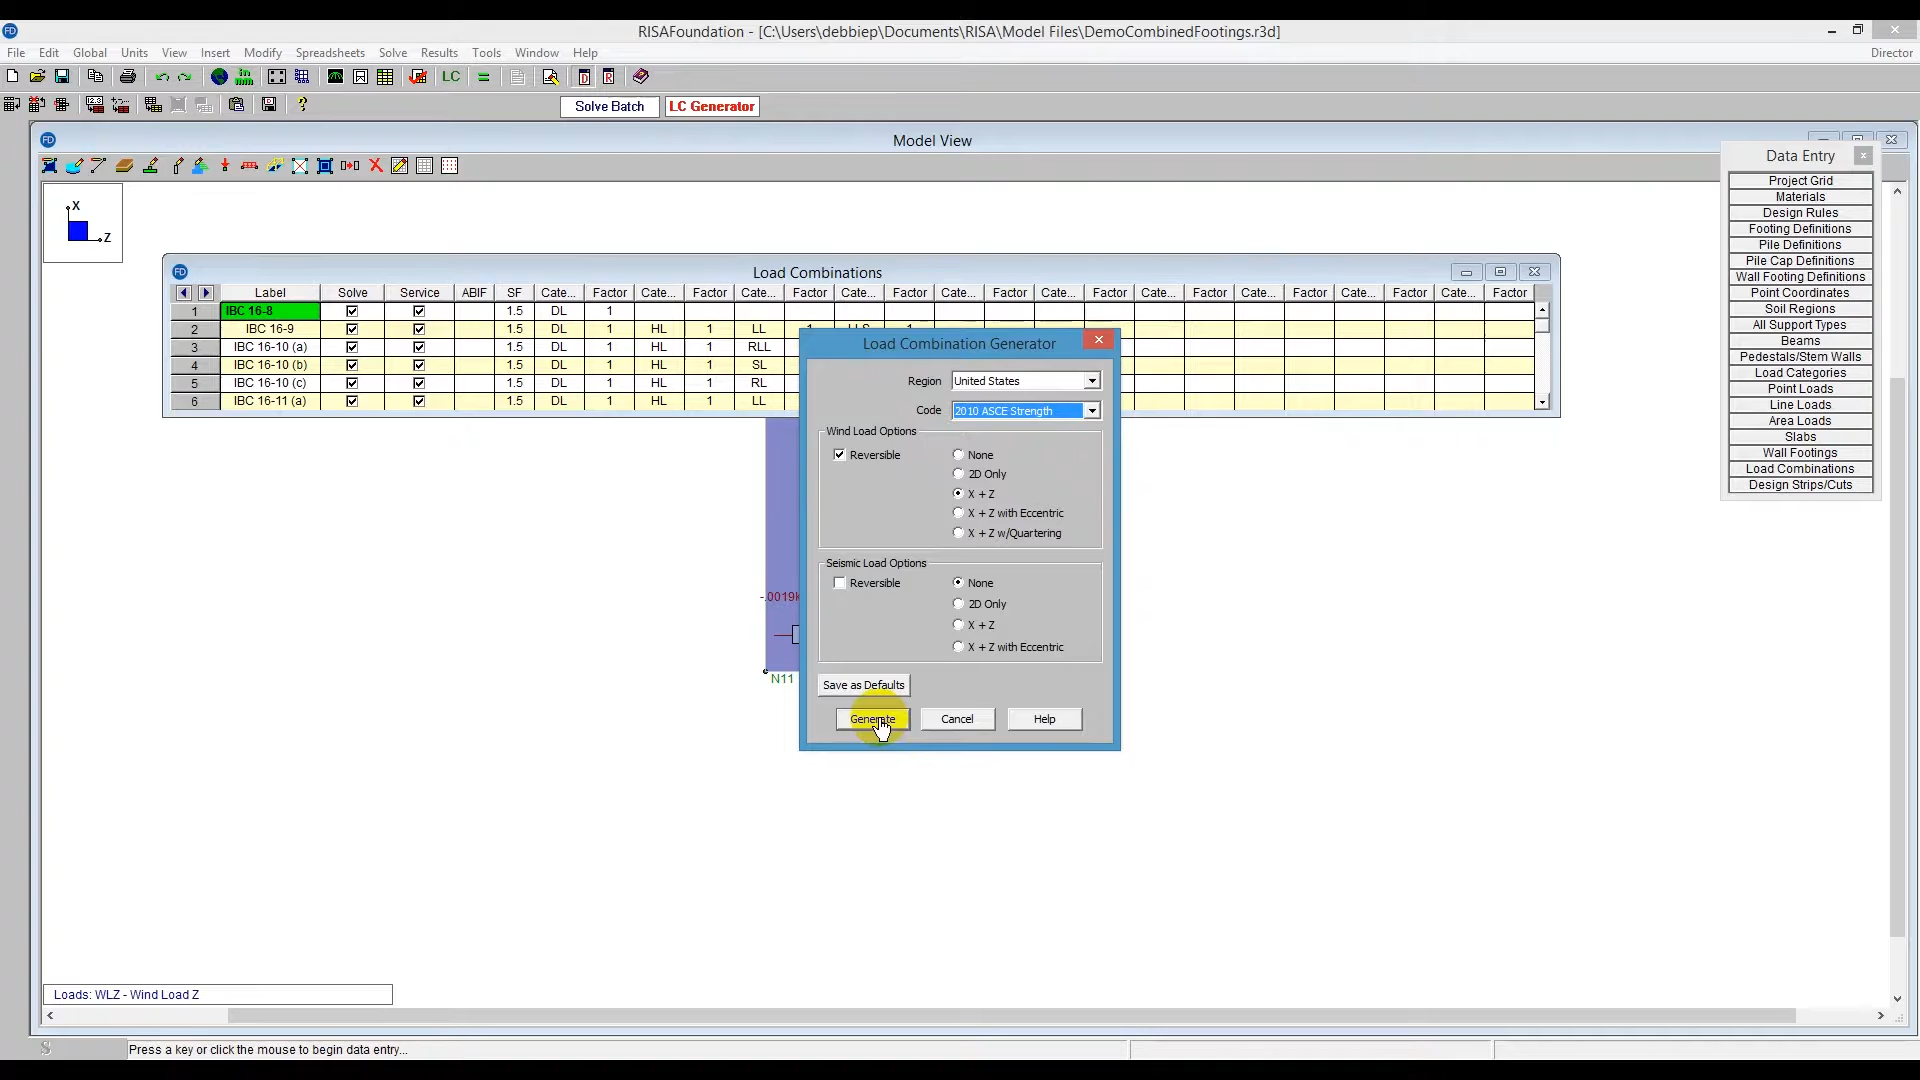 RISAFoundation - [C:\Users\debbiep\Documents\RISA\Model Files\DemoCombinedFootings.r3d]
File Edit Global Units View Insert Modify Spreadsheets Solve Results Tools Window Help Director
LC
Solve Batch LC Generator
Model View
Data Entry
Project Grid
Materials
Design Rules
Footing Definitions
Pile Definitions
Pile Cap Definitions
Wall Footing Definitions
Point Coordinates
Soil Regions
All Support Types
Beams
Pedestals/Stem Walls
Load Categories
Point Loads
Line Loads
Area Loads
Slabs
Wall Footings
Load Combinations
Design Strips/Cuts
X
Z
Load Combinations
Label Solve Service ABIF SF Cate... Factor Cate... Factor Cate... Factor Cate... Factor Cate... Factor Cate... Factor Cate... Factor Cate... Factor Cate... Factor Cate... Factor
1 IBC 16-8 1.5 DL 1
2 IBC 16-9 1.5 DL 1 HL 1 LL 1 LLS 1
3 IBC 16-10 (a) 1.5 DL 1 HL 1 RLL
4 IBC 16-10 (b) 1.5 DL 1 HL 1 SL
5 IBC 16-10 (c) 1.5 DL 1 HL 1 RL
6 IBC 16-11 (a) 1.5 DL 1 HL 1 LL
Load Combination Generator
Region United States
Code 2010 ASCE Strength
Wind Load Options
Reversible None
2D Only
X + Z
X + Z with Eccentric
X + Z w/Quartering
Seismic Load Options
Reversible None
2D Only
X + Z
X + Z with Eccentric
Save as Defaults
Generate Cancel Help
-.0019k
N11
Loads: WLZ - Wind Load Z
Press a key or click the mouse to begin data entry...